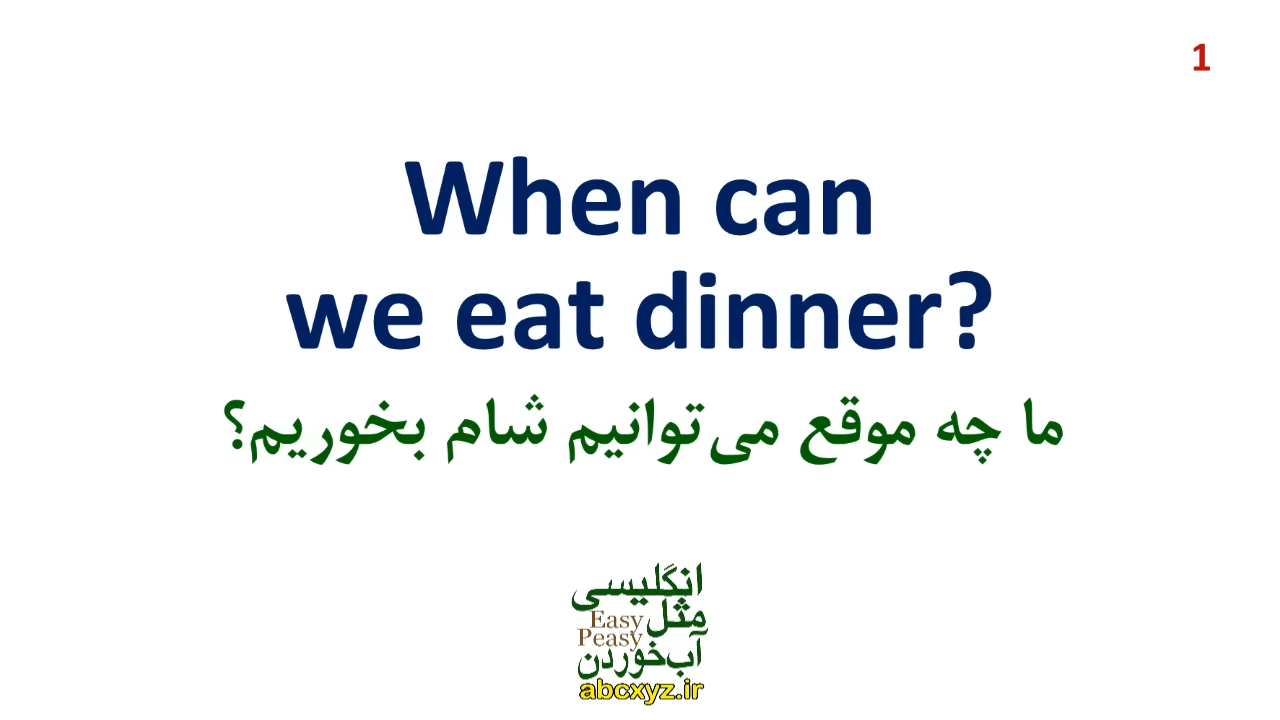 1
When can
we eat dinner?
ما چه موقع می‌توانیم شام بخوریم؟
انگلیسی
مثل
Easy
Peasy
آب‌خوردن
abcxyz.ir